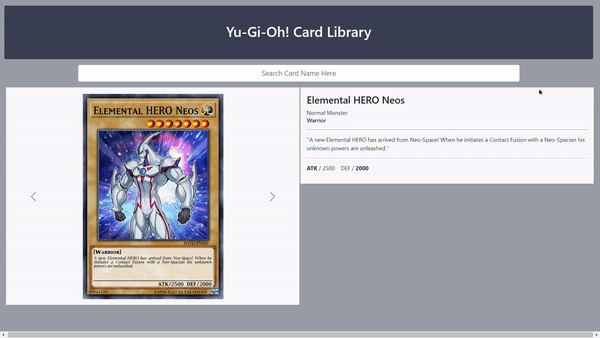 Yu-Gi-Oh! Card Library
Search Card Name Here
Elemental HERO Neos
POTD-EN001
[Warrior]
A new Elemental HERO has arrived from Neo-Space! When he
initiates a Contact Fusion with a Neo-Spacian his unknown
powers are unleashed.
ATK/2500 DEF/2000
Elemental HERO Neos
Normal Monster
Warrior
"A new Elemental HERO has arrived from Neo-Space! When he initiates a Contact Fusion with a Neo-Spacian his
unknown powers are unleashed."
ATK / 2500 DEF / 2000